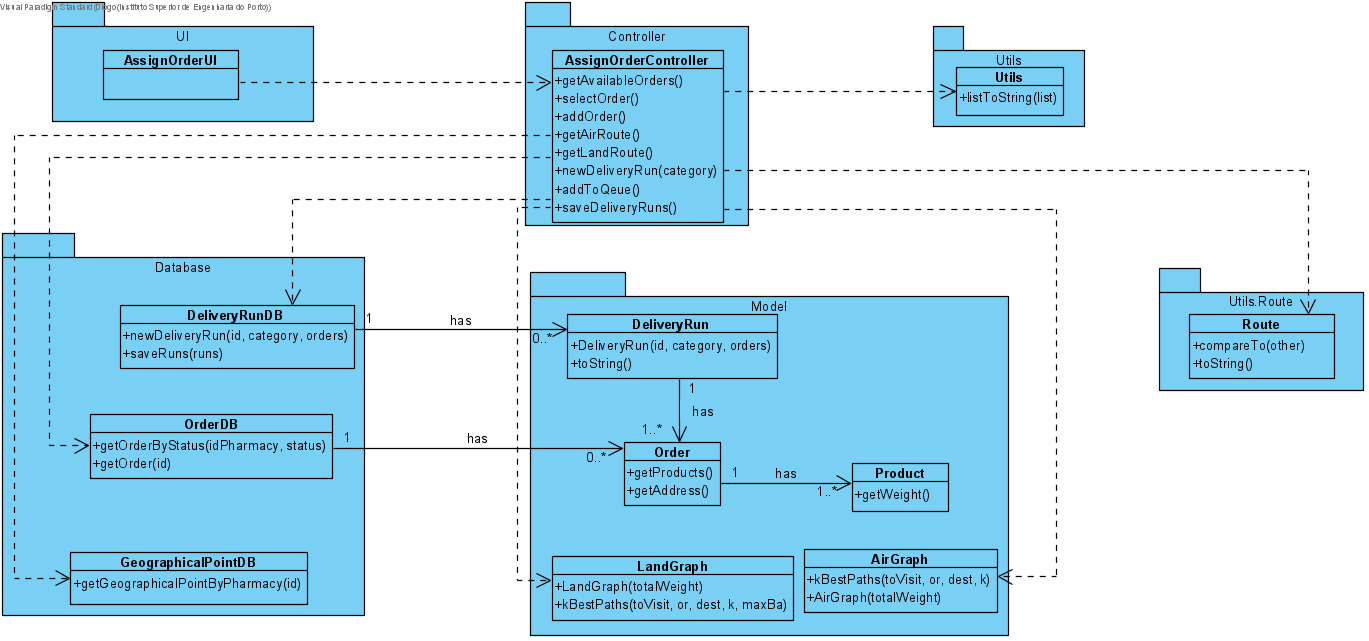 Visual Paradigm Standard(Diogo(Instituto Superior de Engenharia do Porto))
UI
AssignOrderUI
Controller
AssignOrderController
+getAvailableOrders()
+selectOrder()
+addOrder()
+getAirRoute()
+getLandRoute()
+newDeliveryRun(category)
+addToQeue()
+saveDeliveryRuns()
Utils
Utils
+listToString(list)
Database
DeliveryRunDB
+newDeliveryRun(id, category, orders)
+saveRuns(runs)
1
has
0..*
OrderDB
+getOrderByStatus(idPharmacy, status)
+getOrder(id)
1
has
0..*
GeographicalPointDB
+getGeographicalPointByPharmacy(id)
Model
DeliveryRun
+DeliveryRun(id, category, orders)
+toString()
1
has
1..*
Order
+getProducts()
+getAddress()
1
has
1..*
Product
+getWeight()
LandGraph
+LandGraph(totalWeight)
+kBestPaths(toVisit, or, dest, k, maxBa)
AirGraph
+kBestPaths(toVisit, or, dest, k)
+AirGraph(totalWeight)
Utils.Route
Route
+compareTo(other)
+toString()